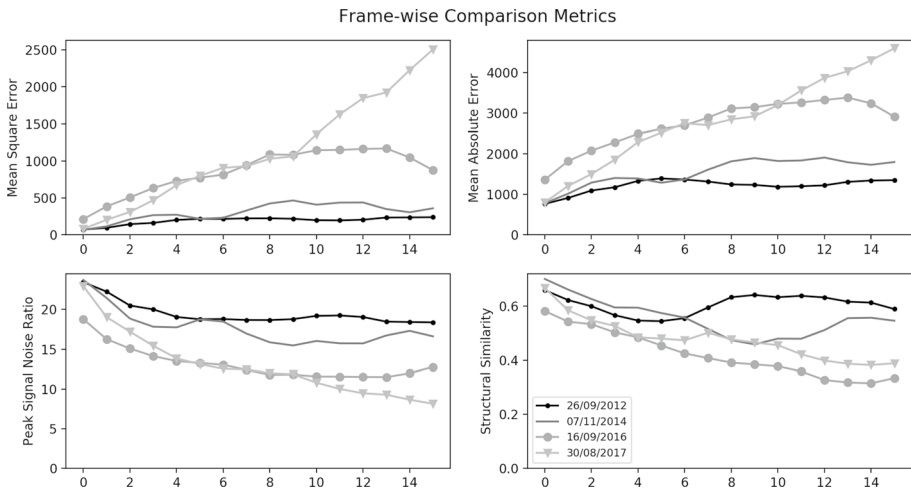 Frame-wise Comparison Metrics
Mean Square Error
2500
2000
1500
1000
500
0
0 2 4 6 8 10 12 14
Mean Absolute Error
4000
3000
2000
1000
0
0 2 4 6 8 10 12 14
Peak Signal Noise Ratio
20
15
10
5
0
0 2 4 6 8 10 12 14
Structural Similarity
0.6
0.4
0.2
0.0
0 2 4 6 8 10 12 14
26/09/2012
07/11/2014
16/09/2016
30/08/2017